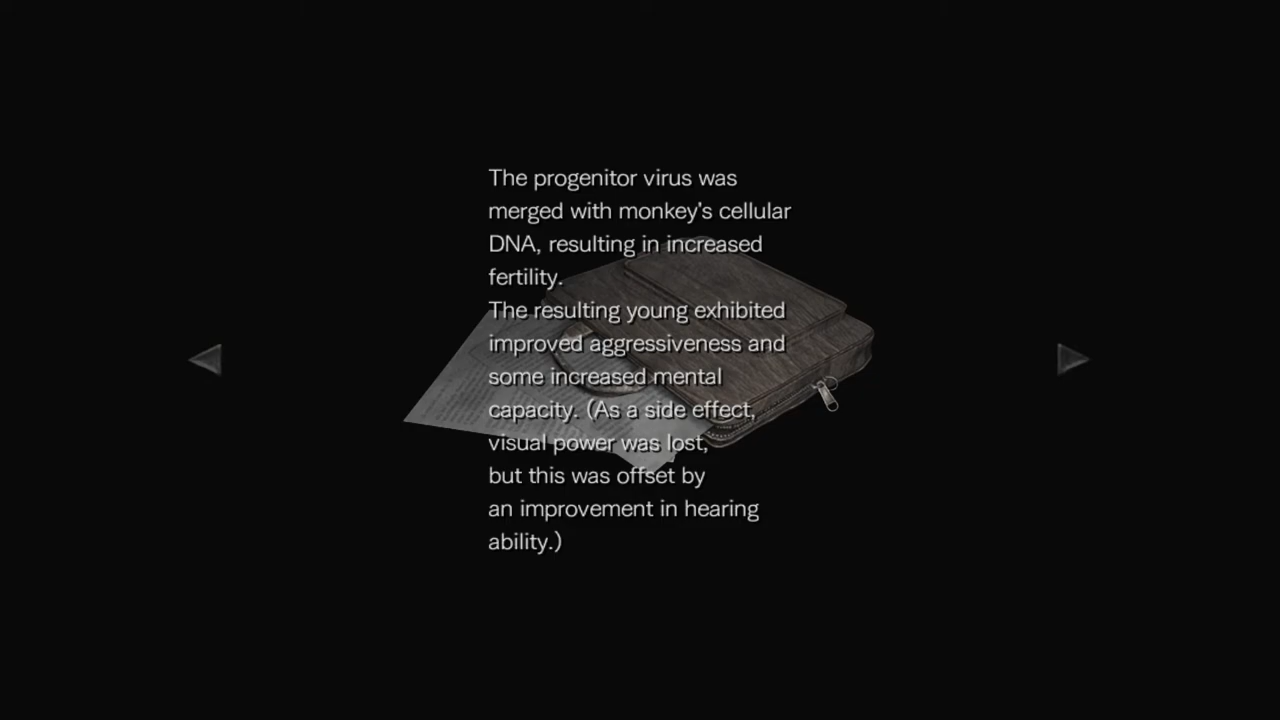 The progenitor virus was
merged with monkey's cellular
DNA, resulting in increased
fertility.
The resulting young exhibited
improved aggressiveness and
some increased mental
capacity. (As a side effect,
visual power was lost,
but this was offset by
an improvement in hearing
ability.)